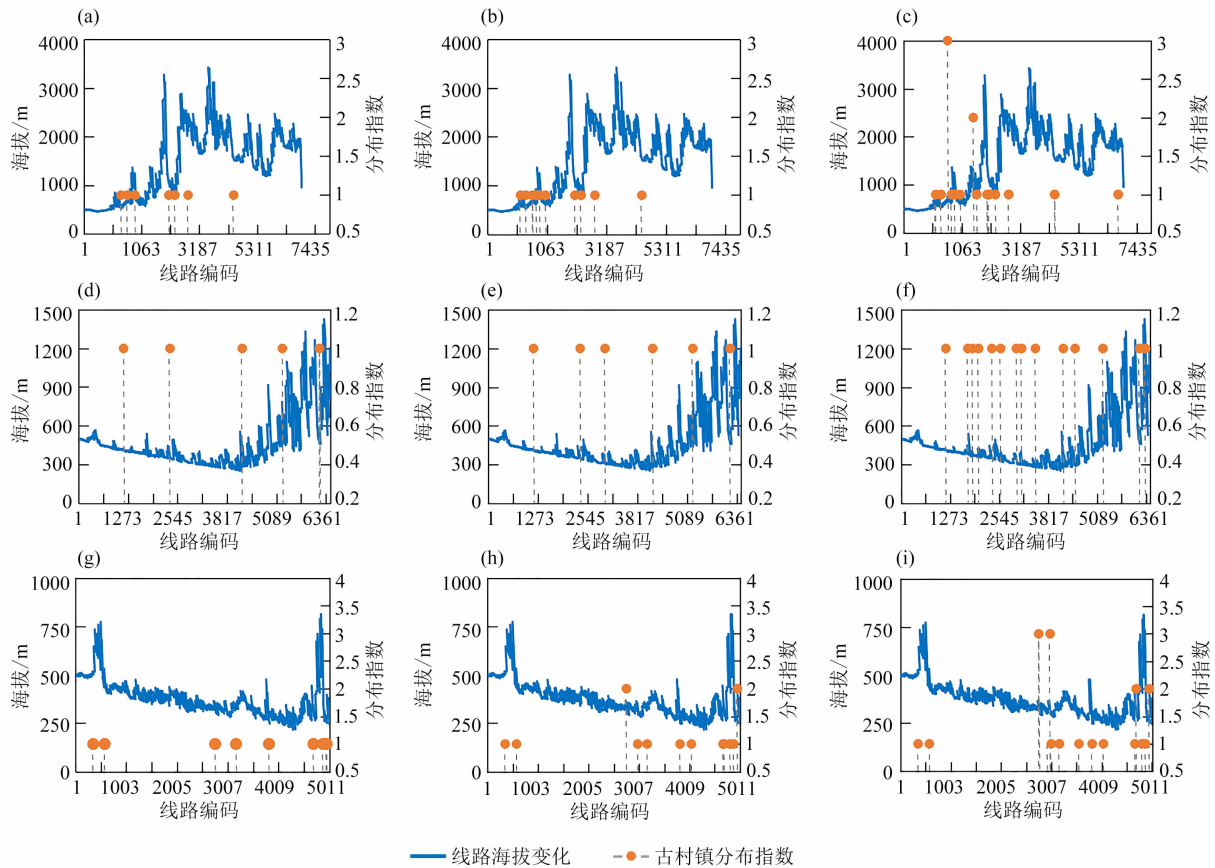 (a) (b) (c)
4000 3 4000 3 4000 3
2.5 2.5 2.5
3000 3000 3000
海拔/m 2000 2 分布指数 海拔/m 2000 2 分布指数 海拔/m 2000 2 分布指数
1.5 1.5 1.5
1000 1 1000 1 1000 1
0 0.5 0 0.5 0 0.5
1 1063 3187 5311 7435 1 1063 3187 5311 7435 1 1063 3187 5311 7435
线路编码 线路编码 线路编码
(d) (e) (f)
1500 1.2 1500 1.2 1500 1.2
1200 1 1200 1 1200 1
900 0.8 900 0.8 900 0.8
海拔/m 分布指数 海拔/m 分布指数 海拔/m 分布指数
600 0.6 600 0.6 600 0.6
300 0.4 300 0.4 300 0.4
0 0.2 0 0.2 0 0.2
1 1273 2545 3817 5089 6361 1 1273 2545 3817 5089 6361 1 1273 2545 3817 5089 6361
线路编码 线路编码 线路编码
(g) (h) (i)
1000 4 1000 4 1000 4
3.5 3.5 3.5
750 3 750 3 750 3
2.5 2.5 2.5
海拔/m 500 2 分布指数 海拔/m 500 2 分布指数 海拔/m 500 2 分布指数
250 1.5 250 1.5 250 1.5
1 1 1
0 0.5 0 0.5 0 0.5
1 1003 2005 3007 4009 5011 1 1003 2005 3007 4009 5011 1 1003 2005 3007 4009 5011
线路编码 线路编码 线路编码
线路海拔变化 古村镇分布指数